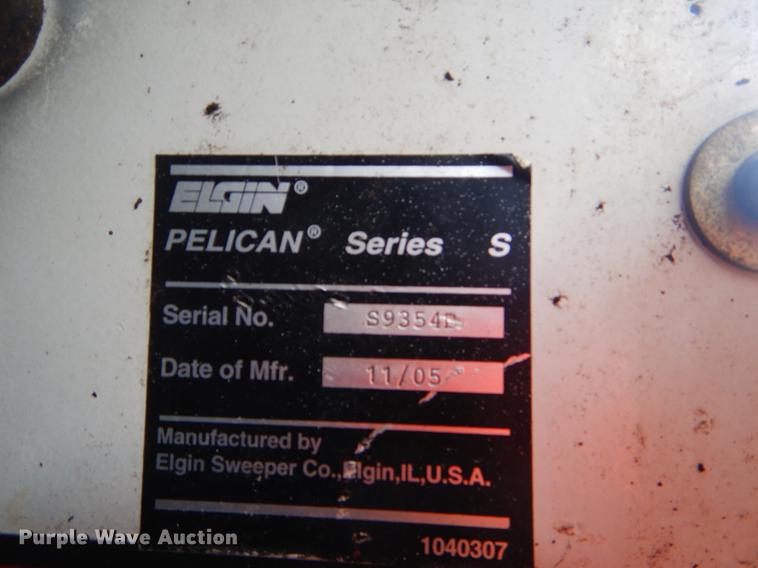 ELGIN®
PELICAN® Series S
Serial No. S9354D
Date of Mfr. 11/05
Manufactured by
Elgin Sweeper Co., Elgin, IL, U.S.A.
1040307
Purple Wave Auction